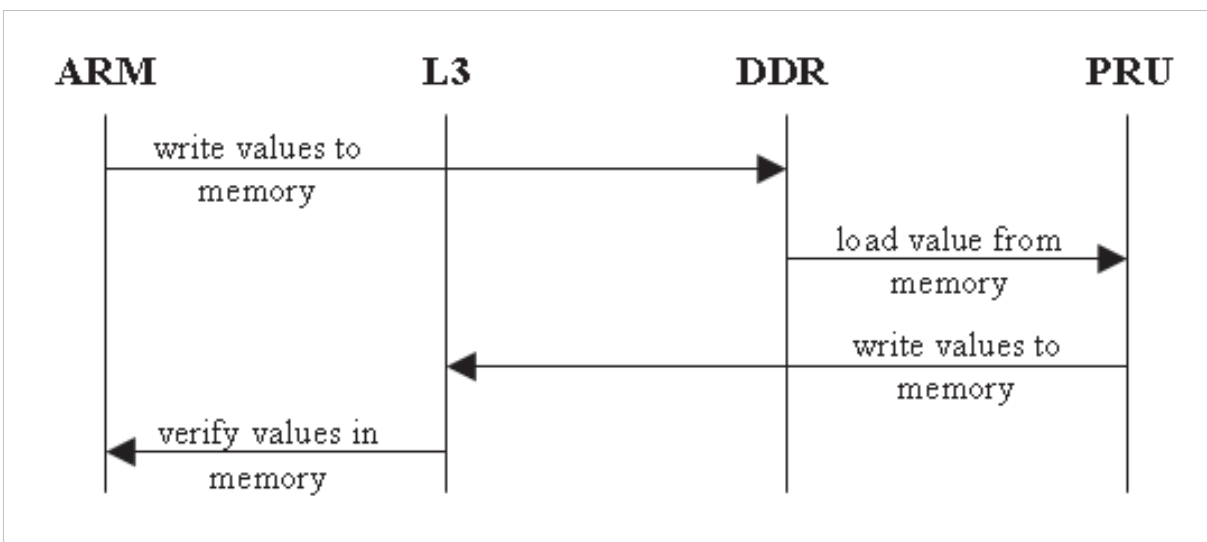 ARM L3 DDR PRU
write values to
memory
load value from
memory
write values to
memory
verify values in
memory